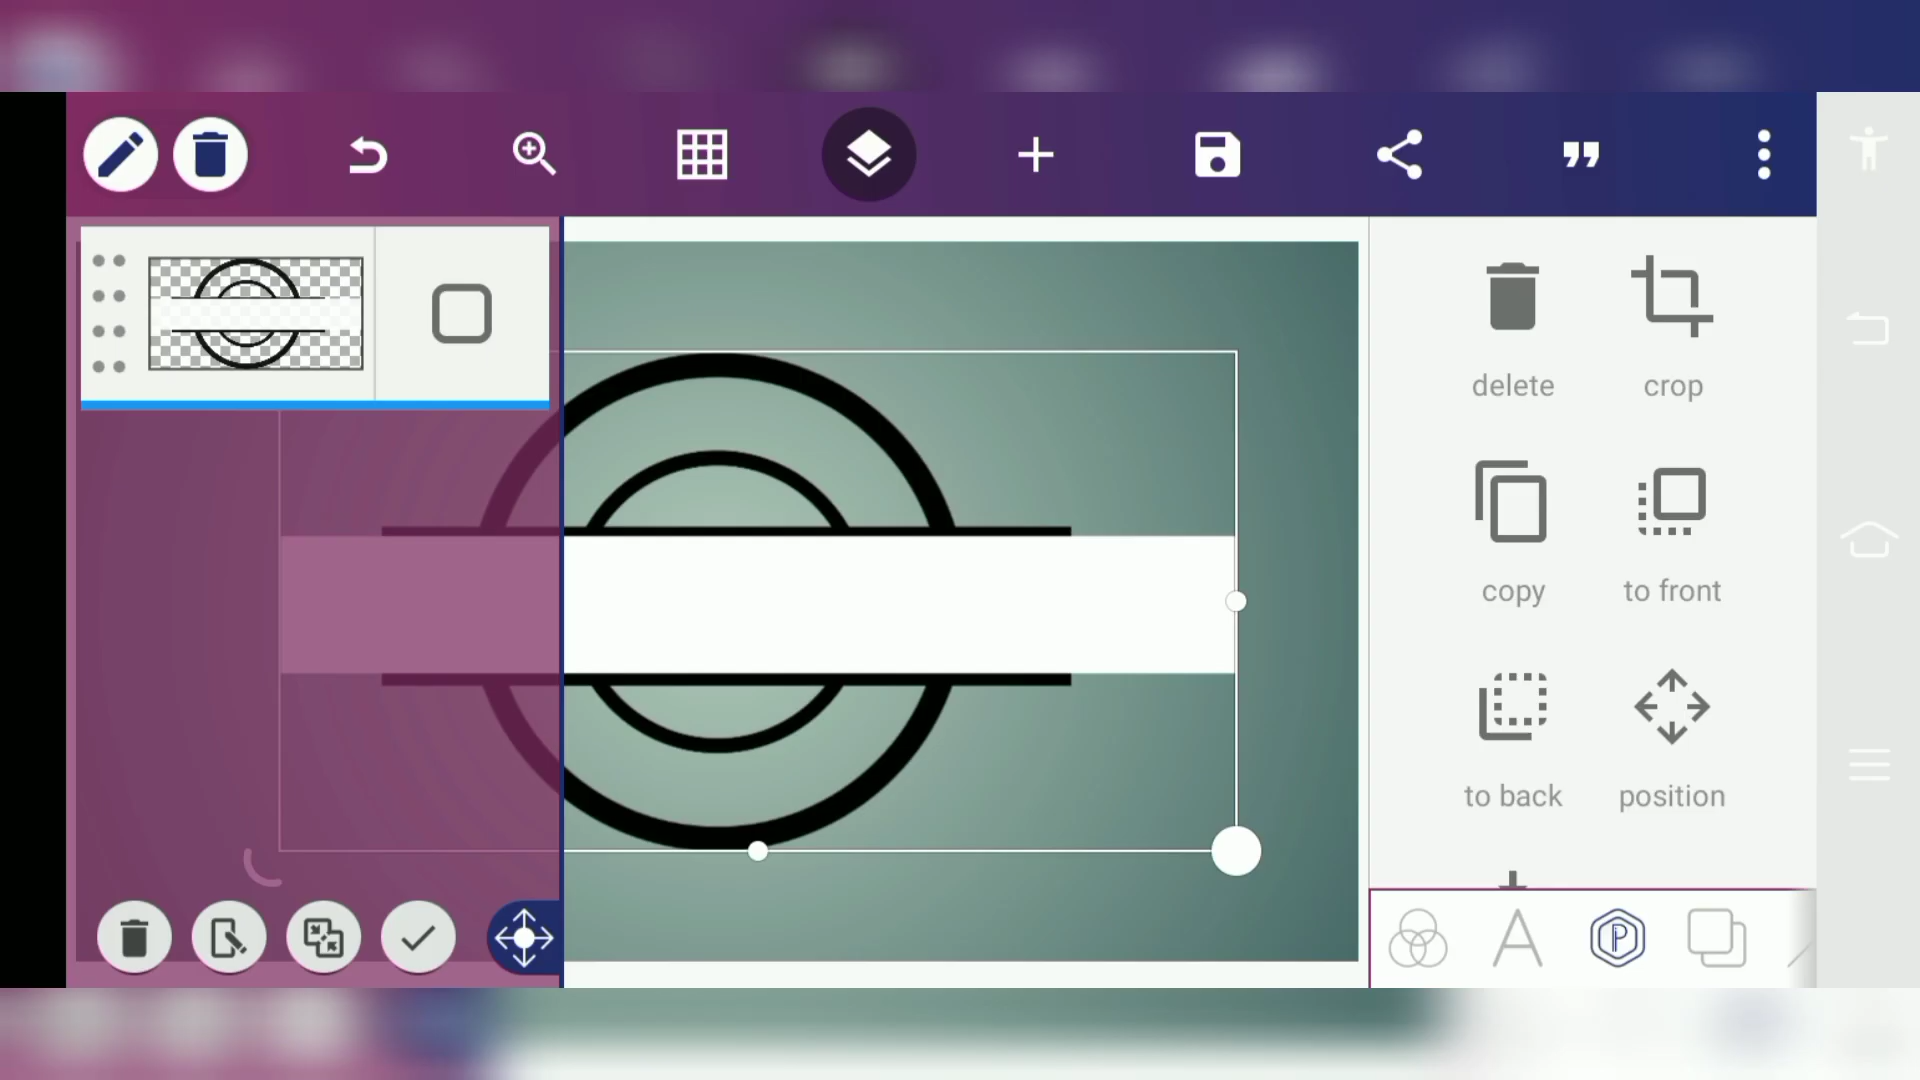 delete
crop
copy
to front
to back
position